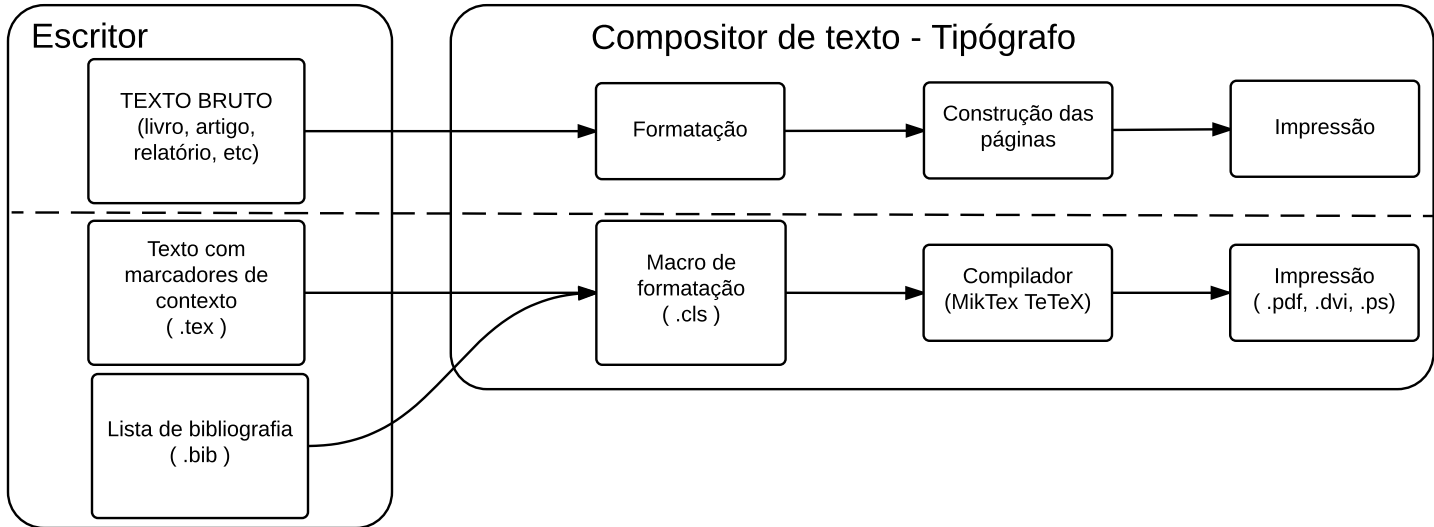 Escritor
Compositor de texto - Tipógrafo
TEXTO BRUTO
(livro, artigo,
relatório, etc)
Formatação
Construção das
páginas
Impressão
Texto com
marcadores de
contexto
( .tex )
Macro de
formatação
( .cls )
Compilador
(MikTex TeTeX)
Impressão
( .pdf, .dvi, .ps)
Lista de bibliografia
( .bib )